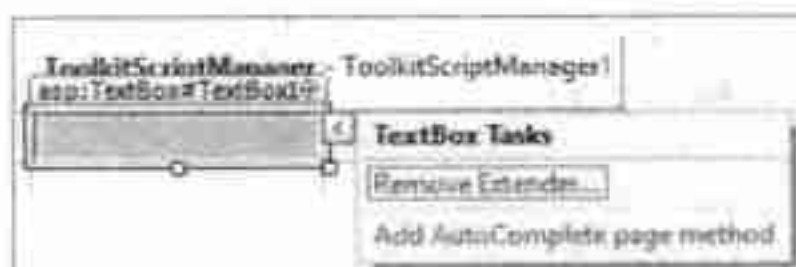 ToolkitScriptManager - ToolkitScriptManager1
asp:TextBox#TextBox1
TextBox Tasks
Remove Extender...
Add AutoComplete page method